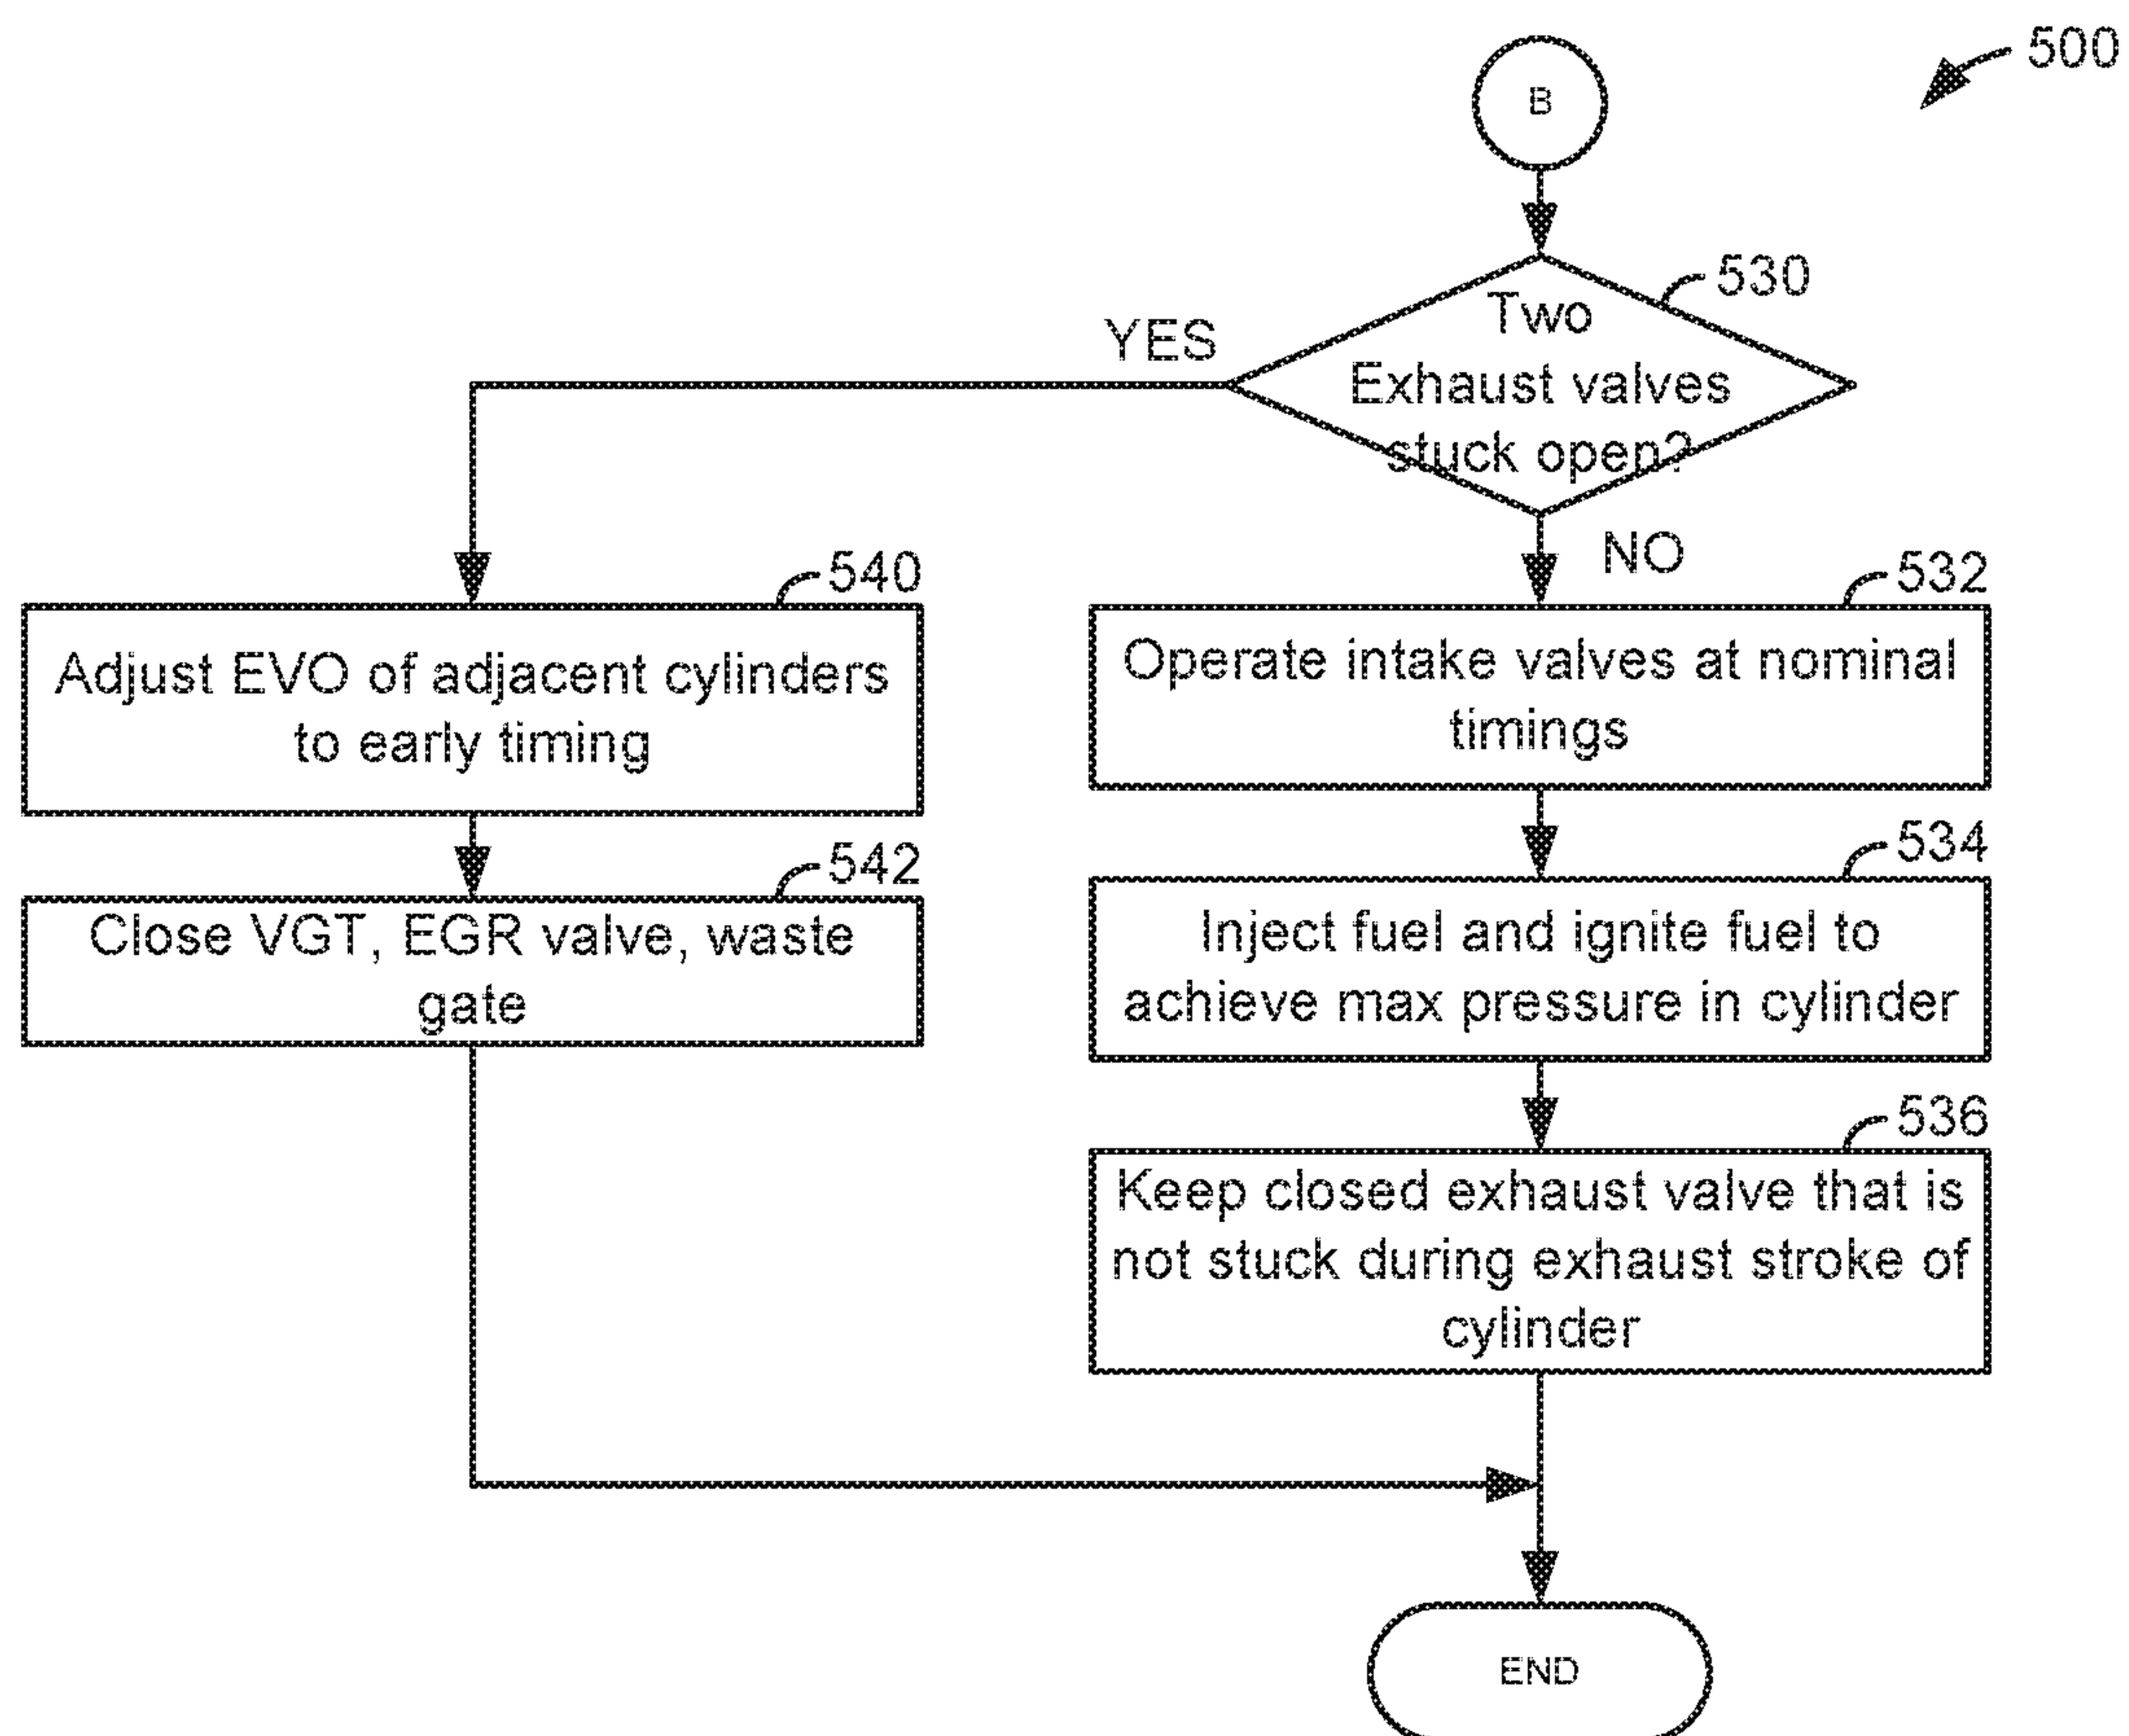 500
B
530
Two
Exhaust valves
stuck open?
YES
NO
540
Adjust EVO of adjacent cylinders
to early timing
542
Close VGT, EGR valve, waste
gate
532
Operate intake valves at nominal
timings
534
Inject fuel and ignite fuel to
achieve max pressure in cylinder
536
Keep closed exhaust valve that is
not stuck during exhaust stroke of
cylinder
END